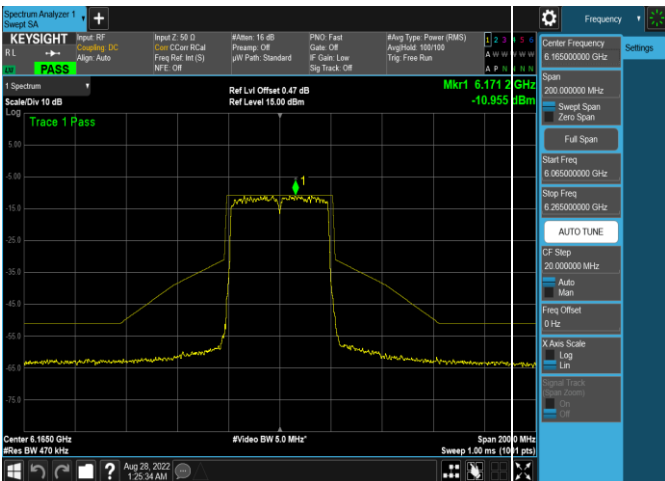 Spectrum Analyzer 1
Swept SA
+
Frequency
KEYSIGHT
R L
LW
PASS
Input: RF
Coupling: DC
Align: Auto
Input Z: 50 Ω
Corr CCorr RCal
Freq Ref: Int (S)
NFE: Off
#Atten: 16 dB
Preamp: Off
µW Path: Standard
PNO: Fast
Gate: Off
IF Gain: Low
Sig Track: Off
#Avg Type: Power (RMS)
Avg|Hold: 100/100
Trig: Free Run
1 2 3 4 5 6
A W W W W W
A P N N N N
1 Spectrum
Scale/Div 10 dB
Log
Ref Lvl Offset 0.47 dB
Ref Level 15.00 dBm
Mkr1 6.171 2 GHz
-10.955 dBm
Trace 1 Pass
1
5.00
-5.00
-15.0
-25.0
-35.0
-45.0
-55.0
-65.0
-75.0
Center 6.1650 GHz
#Res BW 470 kHz
#Video BW 5.0 MHz*
Span 200.0 MHz
Sweep 1.00 ms (1001 pts)
?
Aug 28, 2022
1:25:34 AM
Center Frequency
6.165000000 GHz
Span
200.000000 MHz
Swept Span
Zero Span
Full Span
Start Freq
6.065000000 GHz
Stop Freq
6.265000000 GHz
AUTO TUNE
CF Step
20.000000 MHz
Auto
Man
Freq Offset
0 Hz
X Axis Scale
Log
Lin
Signal Track
(Span Zoom)
On
Off
Settings